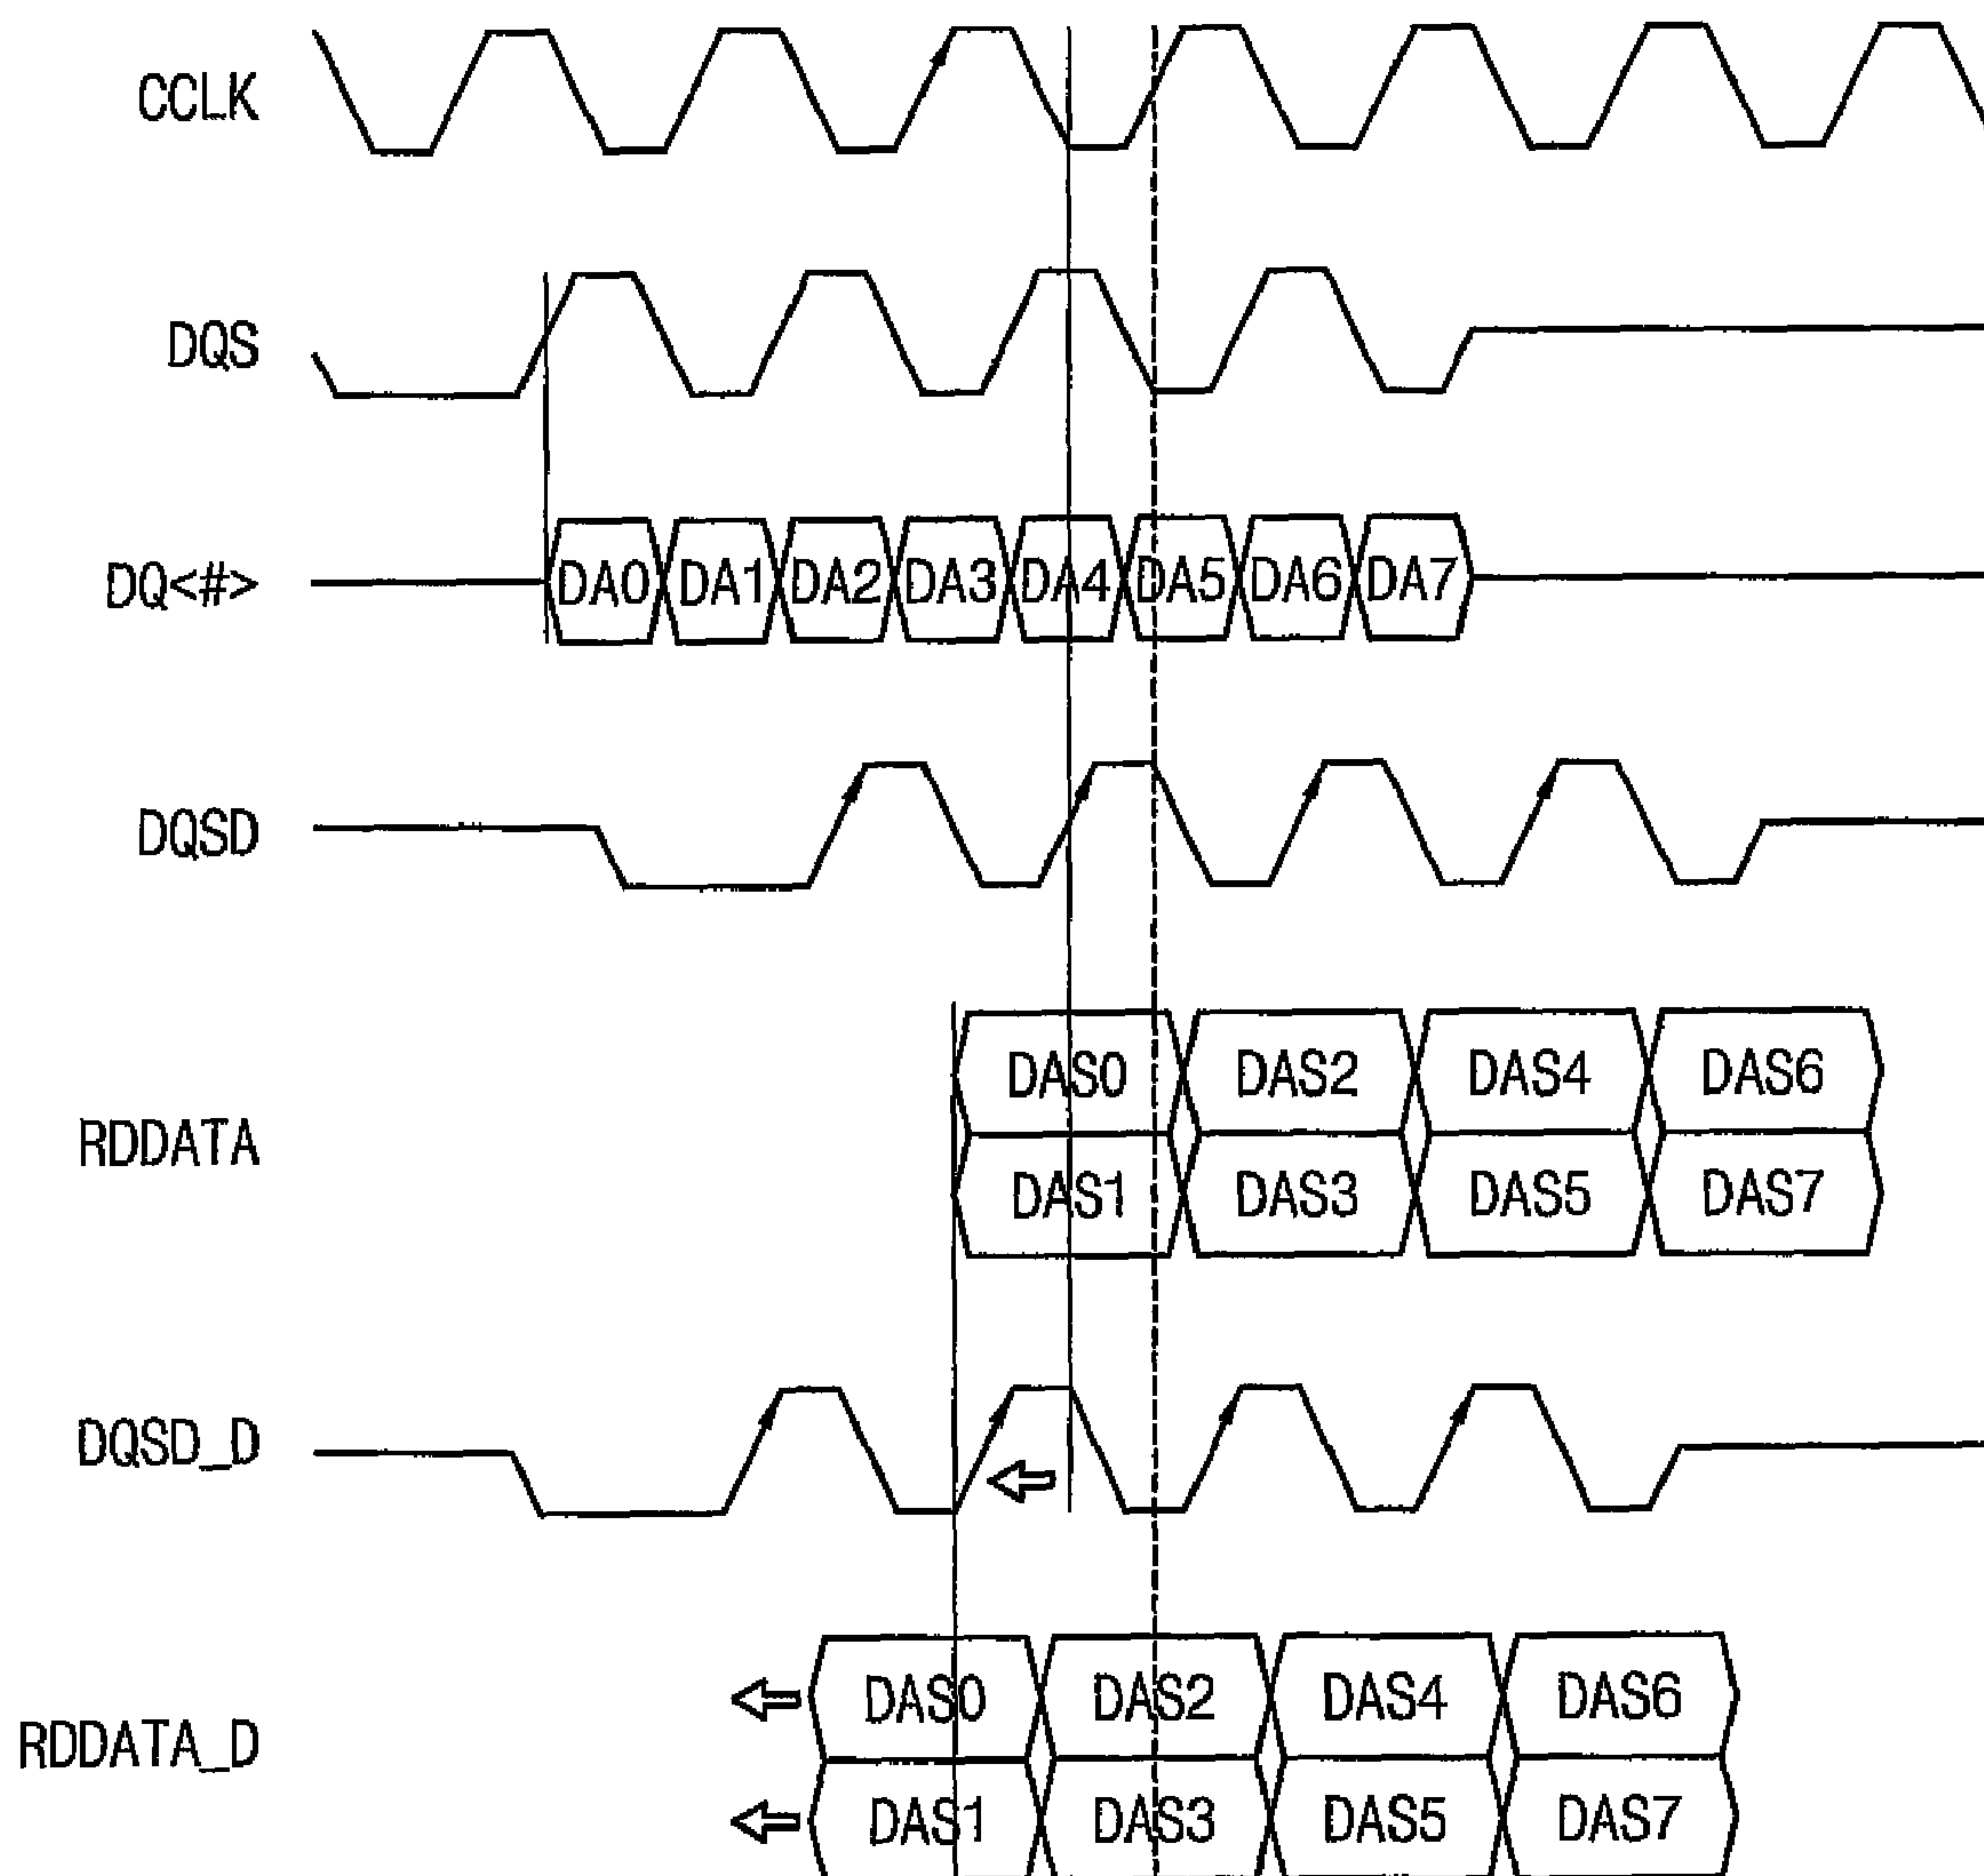 CCLK
DQS
DQ<#> DA0 DA1 DA2 DA3 DA4 DA5 DA6 DA7
DQSD
DAS0 DAS2 DAS4 DAS6
RDDATA
DAS1 DAS3 DAS5 DAS7
DQSD_D
DAS0 DAS2 DAS4 DAS6
RDDATA_D
DAS1 DAS3 DAS5 DAS7